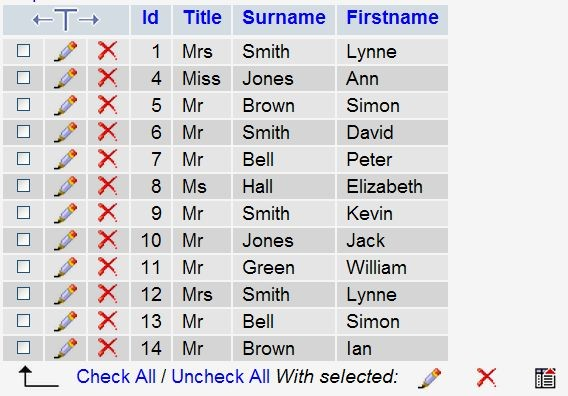 Id Title Surname Firstname
1 Mrs Smith Lynne
4 Miss Jones Ann
5 Mr Brown Simon
6 Mr Smith David
7 Mr Bell Peter
8 Ms Hall Elizabeth
9 Mr Smith Kevin
10 Mr Jones Jack
11 Mr Green William
12 Mrs Smith Lynne
13 Mr Bell Simon
14 Mr Brown Ian
Check All / Uncheck All With selected: